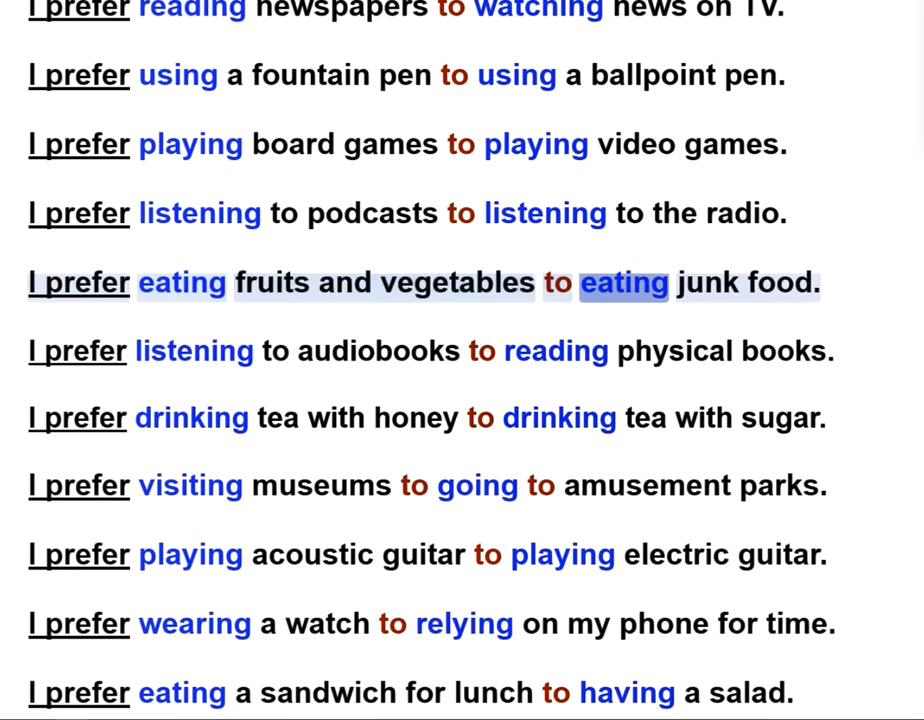 I prefer reading newspapers to watching news on TV.
I prefer using a fountain pen to using a ballpoint pen.
I prefer playing board games to playing video games.
I prefer listening to podcasts to listening to the radio.
I prefer eating fruits and vegetables to eating junk food.
I prefer listening to audiobooks to reading physical books.
I prefer drinking tea with honey to drinking tea with sugar.
I prefer visiting museums to going to amusement parks.
I prefer playing acoustic guitar to playing electric guitar.
I prefer wearing a watch to relying on my phone for time.
I prefer eating a sandwich for lunch to having a salad.